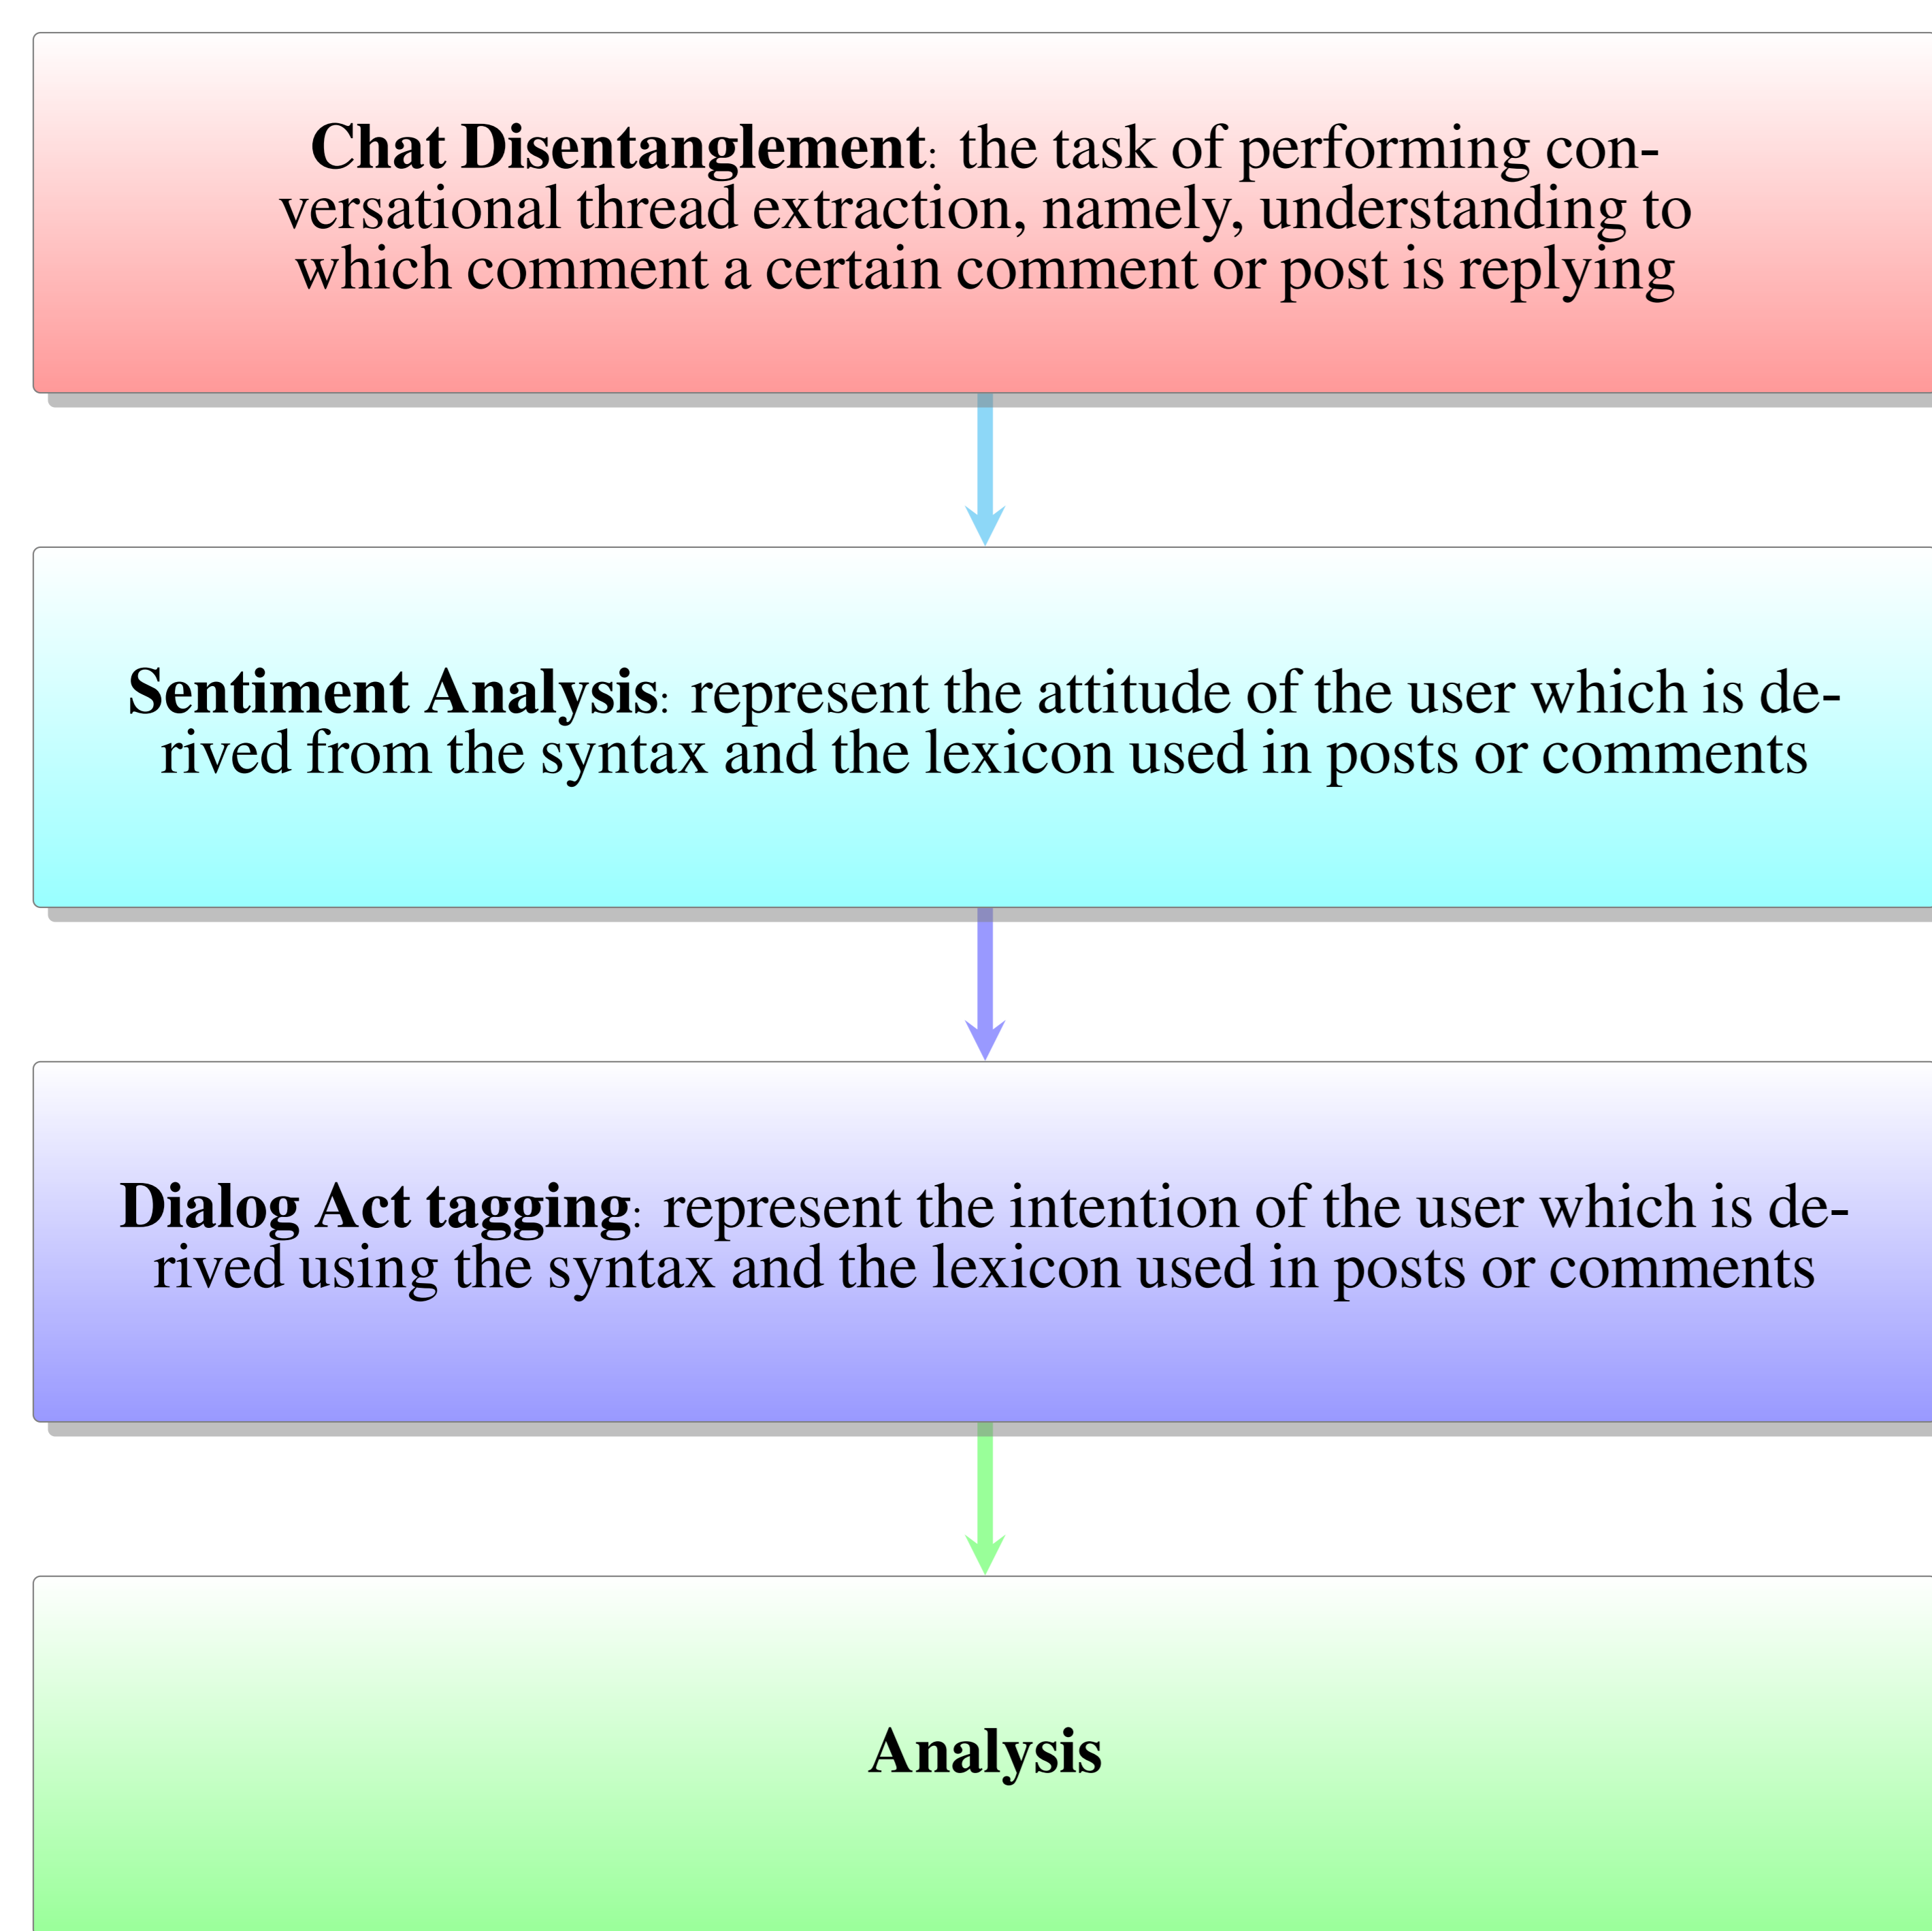 Chat Disentanglement: the task of performing con-
versational thread extraction, namely, understanding to
which comment a certain comment or post is replying
Sentiment Analysis: represent the attitude of the user which is de-
rived from the syntax and the lexicon used in posts or comments
Dialog Act tagging: represent the intention of the user which is de-
rived using the syntax and the lexicon used in posts or comments
Analysis